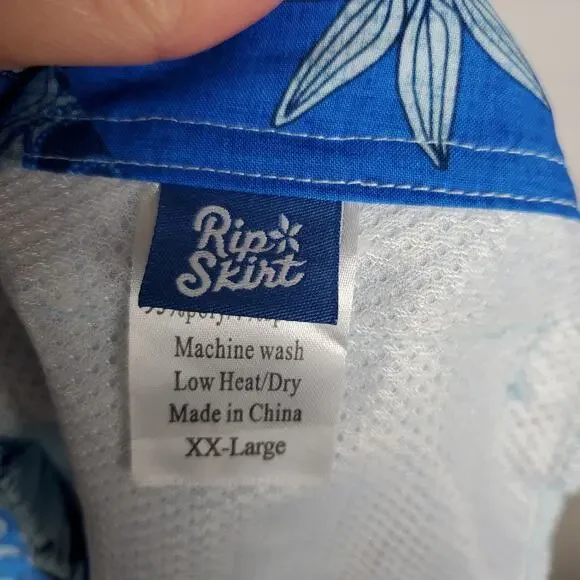 Rip
Skirt
Machine wash
Low Heat/Dry
Made in China
XX-Large